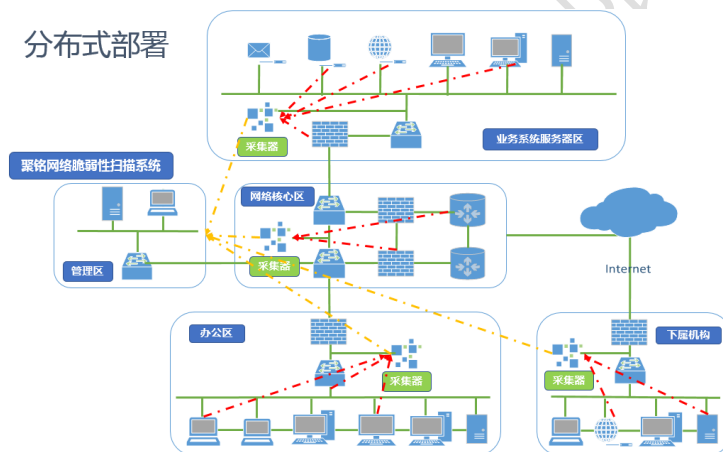 分布式部署
采集器
业务系统服务器区
聚铭网络脆弱性扫描系统
网络核心区
采集器
管理区
Internet
办公区
下属机构
采集器
采集器